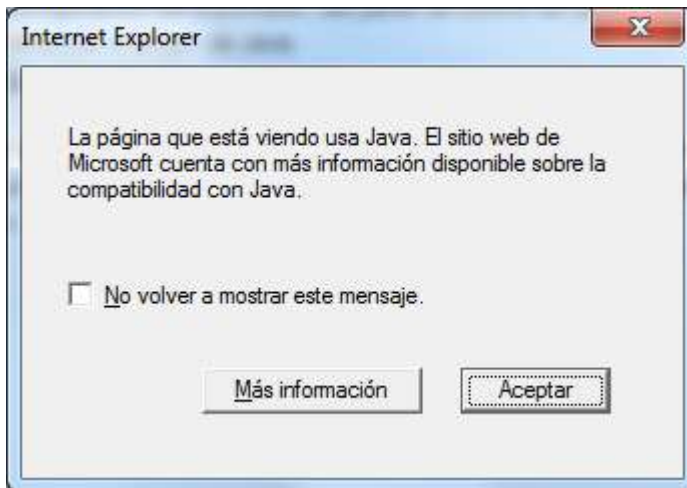 Internet Explorer
La página que está viendo usa Java. El sitio web de
Microsoft cuenta con más información disponible sobre la
compatibilidad con Java.
No volver a mostrar este mensaje.
Más información Aceptar